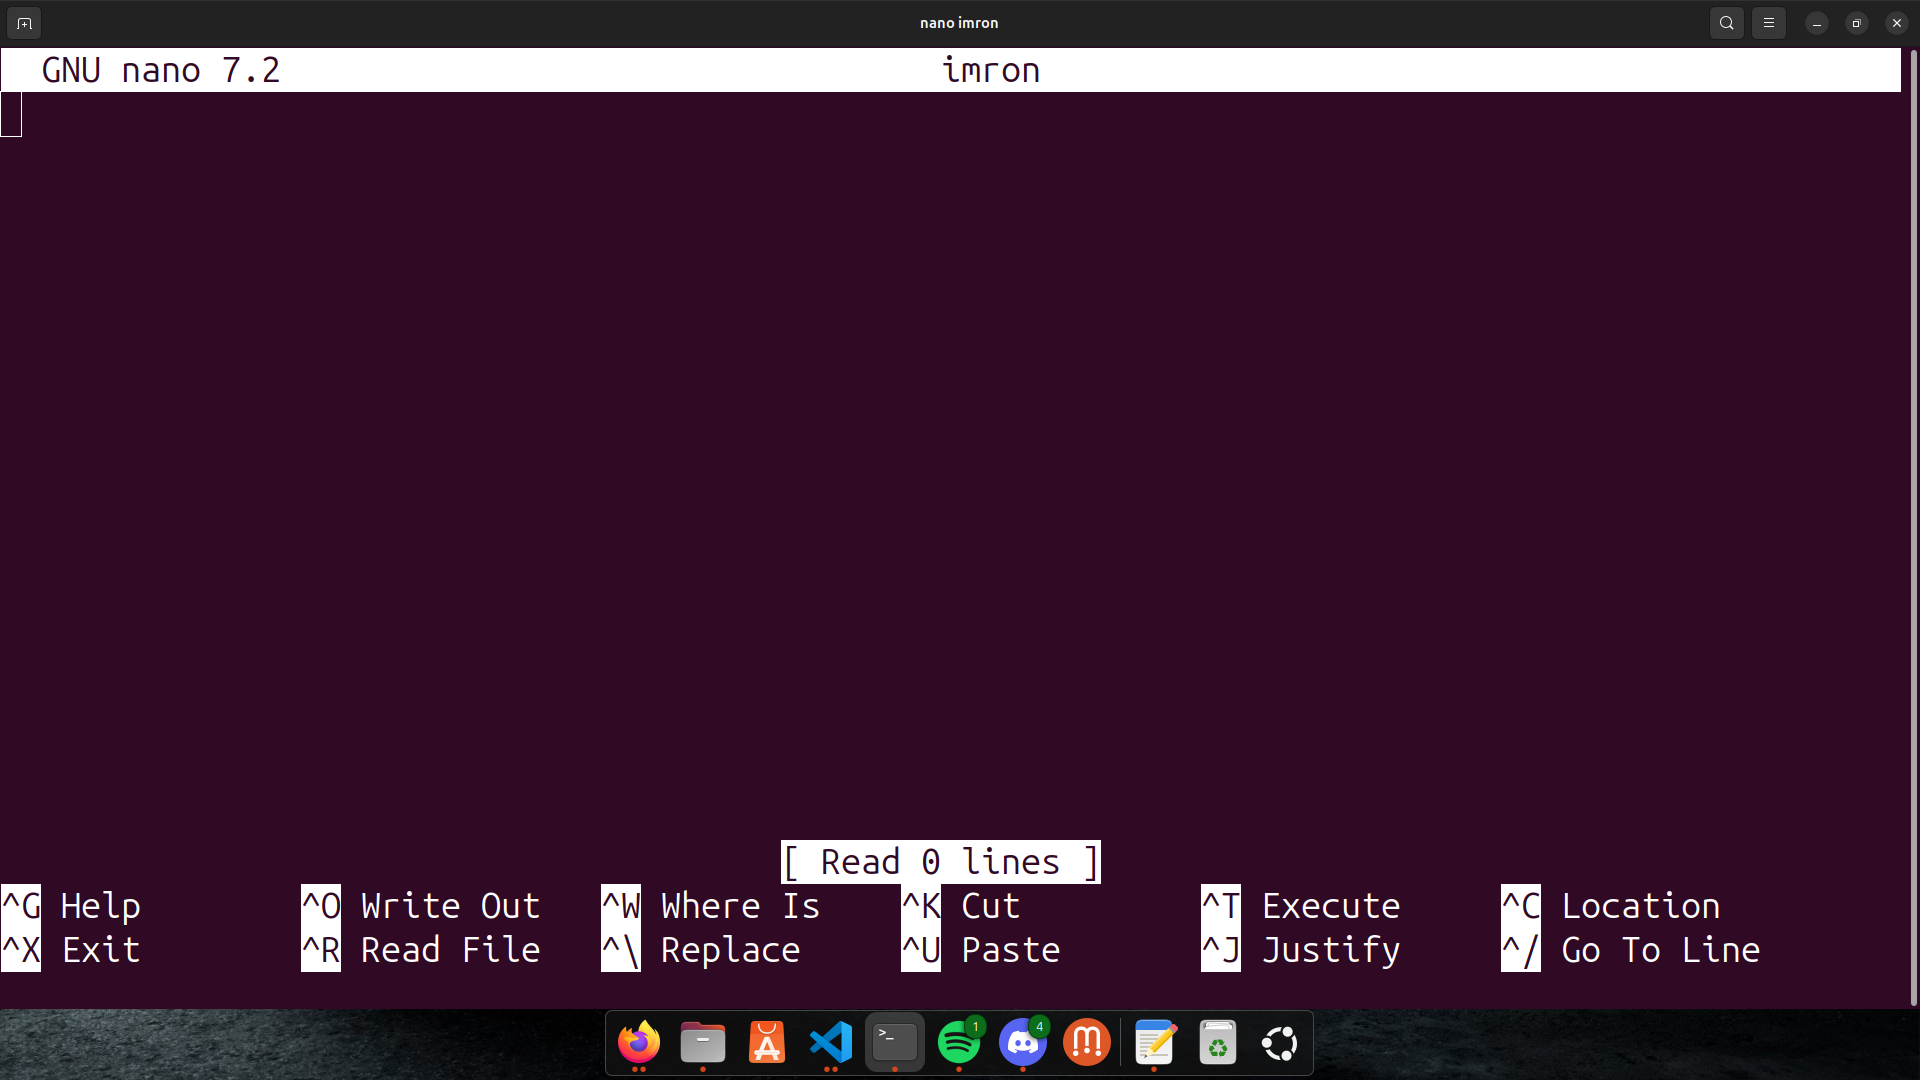 nano imron
GNU nano 7.2 imron
[ Read 0 lines ]
^G Help ^O Write Out ^W Where Is ^K Cut ^T Execute ^C Location
^X Exit ^R Read File ^\ Replace ^U Paste ^J Justify ^/ Go To Line
>_ 1 4